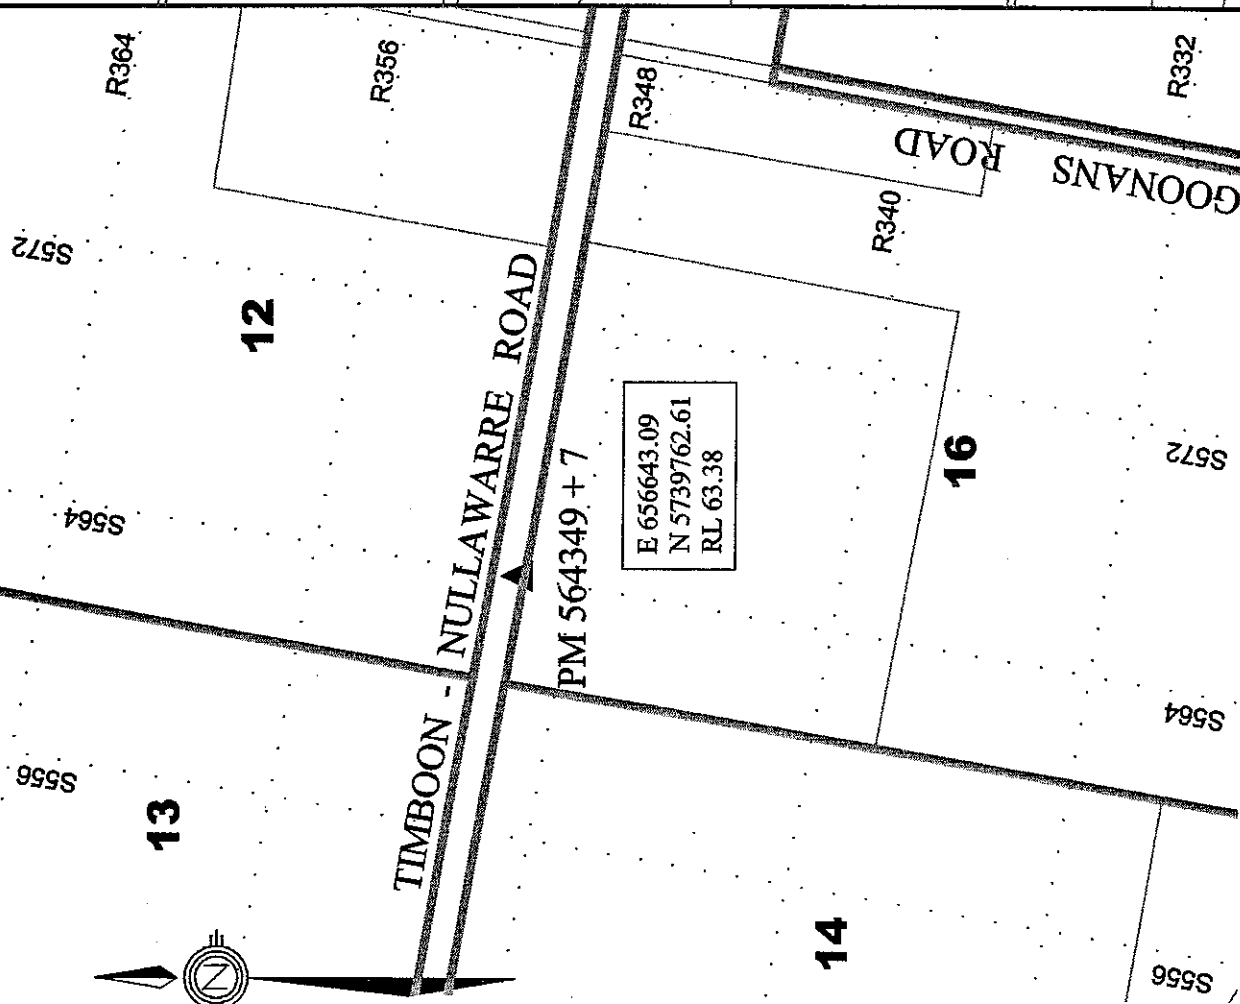 R364
R356
R348
R332
R340
GOONANS ROAD
S572
12
S564
TIMBOON - NULLAWARRE ROAD
PM 564349 + 7
E 656643.09
N 5739762.61
RL 63.38
16
S572
S564
S556
13
14
S556
N